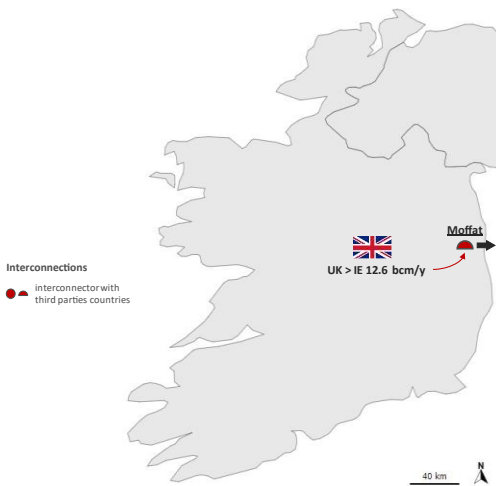 Moffat
UK > IE 12.6 bcm/y
Interconnections
interconnector with
third parties countries
40 km
N